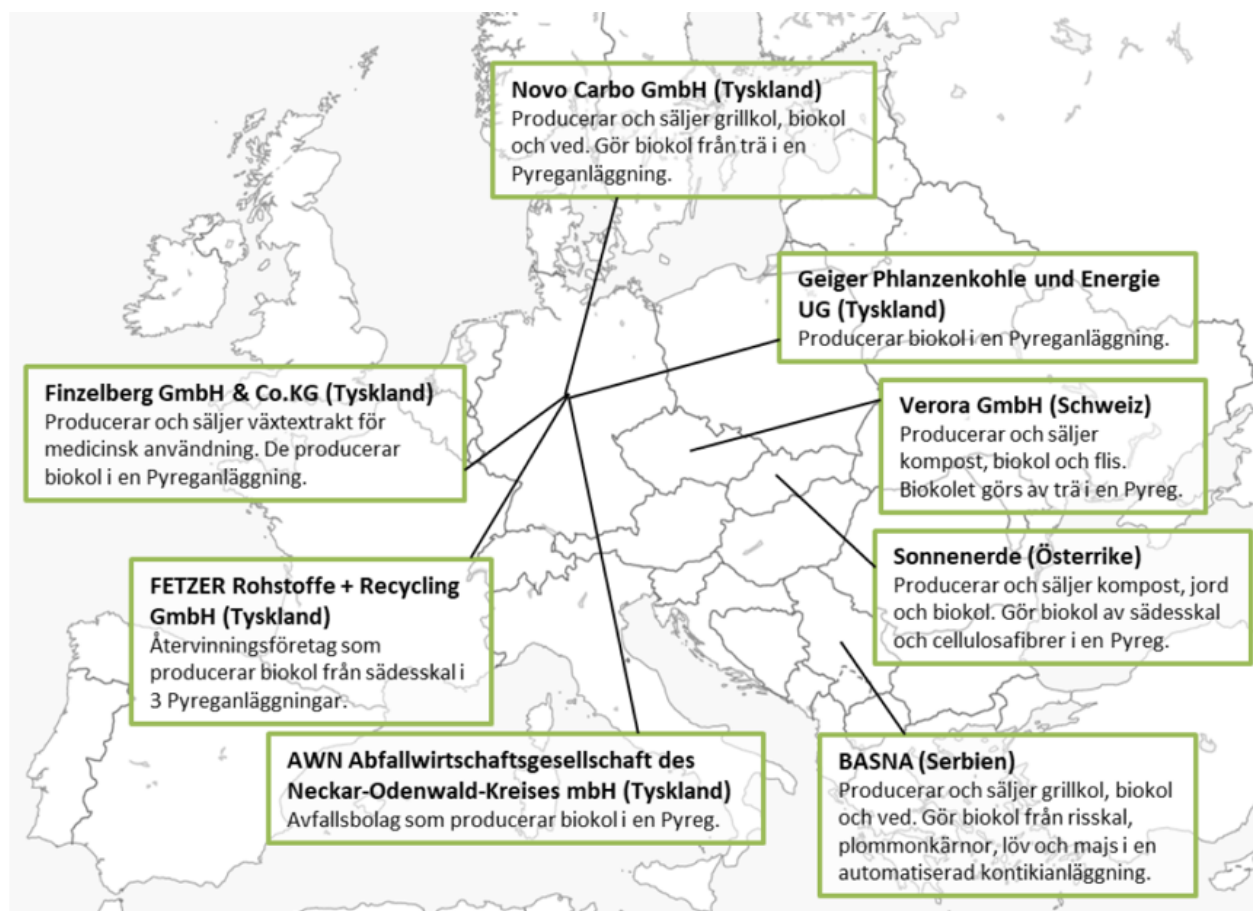 Novo Carbo GmbH (Tyskland)
Producerar och säljer grillkol, biokol
och ved. Gör biokol från trä i en
Pyreganläggning.
Geiger Phlanzenkohle und Energie
UG (Tyskland)
Producerar biokol i en Pyreganläggning.
Finzelberg GmbH & Co.KG (Tyskland)
Producerar och säljer växtextrakt för
medicinsk användning. De producerar
biokol i en Pyreganläggning.
Verora GmbH (Schweiz)
Producerar och säljer
kompost, biokol och flis.
Biokolet görs av trä i en Pyreg.
Sonnenerde (Österrike)
Producerar och säljer kompost, jord
och biokol. Gör biokol av sädesskal
och cellulosafibrer i en Pyreg.
FETZER Rohstoffe + Recycling
GmbH (Tyskland)
Återvinningsföretag som
producerar biokol från sädesskal i
3 Pyreganläggningar.
AWN Abfallwirtschaftsgesellschaft des
Neckar-Odenwald-Kreises mbH (Tyskland)
Avfallsbolag som producerar biokol i en Pyreg.
BASNA (Serbien)
Producerar och säljer grillkol, biokol
och ved. Gör biokol från risskal,
plommonkärnor, löv och majs i en
automatiserad kontikianläggning.